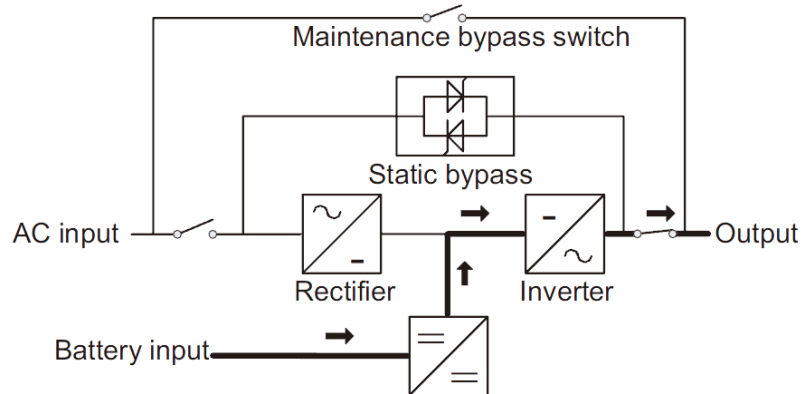 Maintenance bypass switch
Static bypass
AC input
Output
Rectifier
Inverter
Battery input